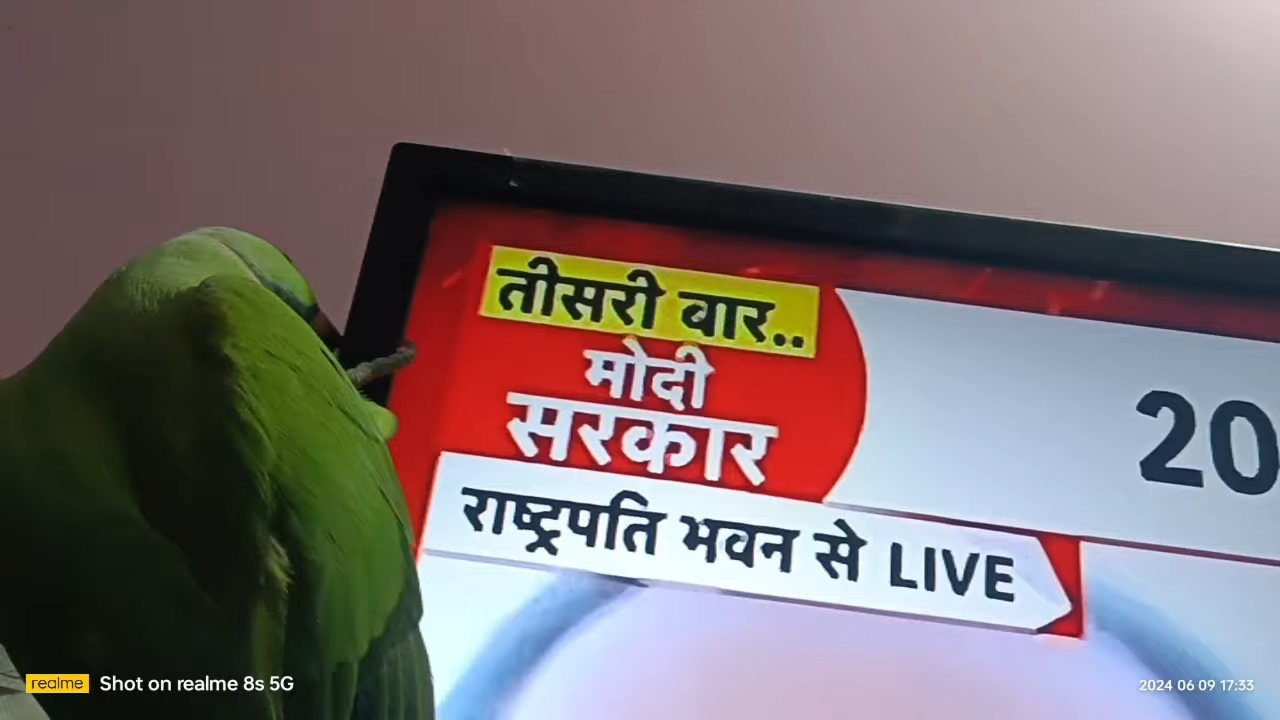 तीसरी बार..
मोदी
सरकार
20
राष्ट्रपति भवन से LIVE
realme Shot on realme 8s 5G
2024 06 09 17:33